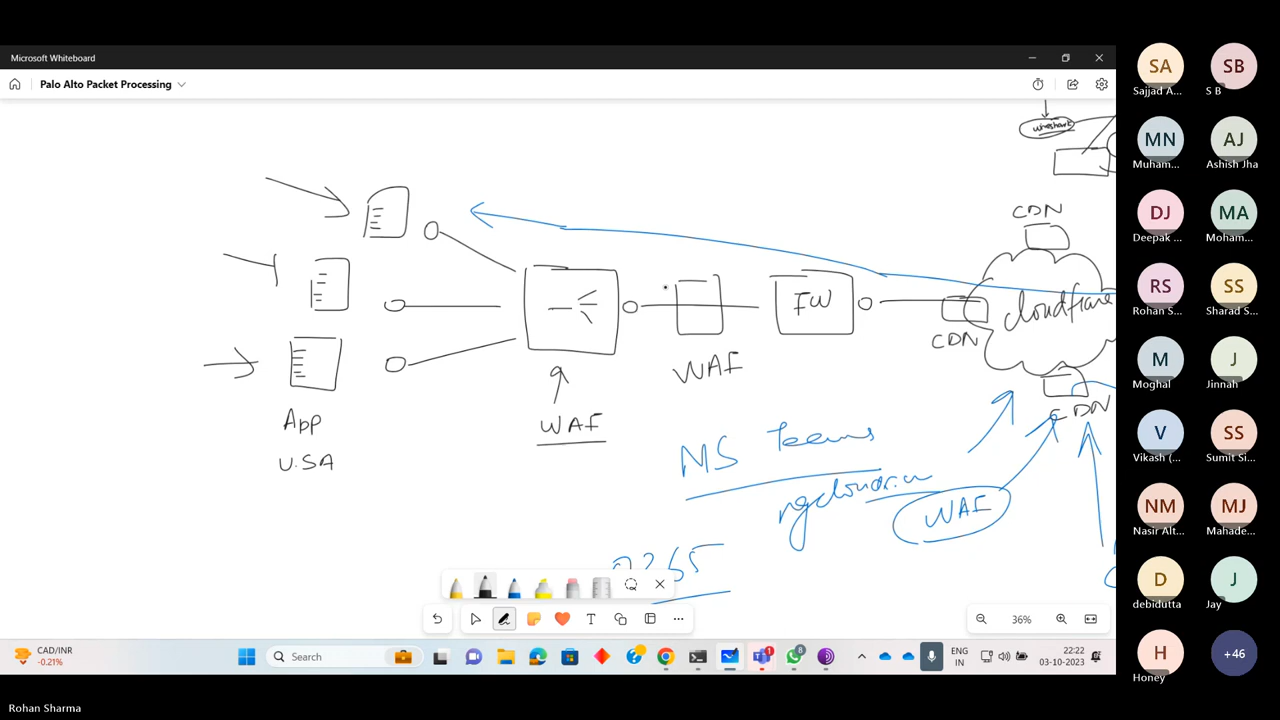 Microsoft Whiteboard
Palo Alto Packet Processing
wireshark
CDN
cloudflare
CDN
CDN
FW
WAF
WAF
App
U.SA
MS Teams
WAF
36%
CAD/INR
-0.21%
Search
1
8
ENG
IN
22:22
03-10-2023
SA
Sajjad A...
SB
S B
MN
Muham...
AJ
Ashish Jha
DJ
Deepak ...
MA
Moham...
RS
Rohan S...
SS
Sharad S...
M
Moghal
J
Jinnah
V
Vikash (...
SS
Sumit Si...
NM
Nasir Alt...
MJ
Mahade...
D
debidutta
J
Jay
H
Honey
+46
Rohan Sharma